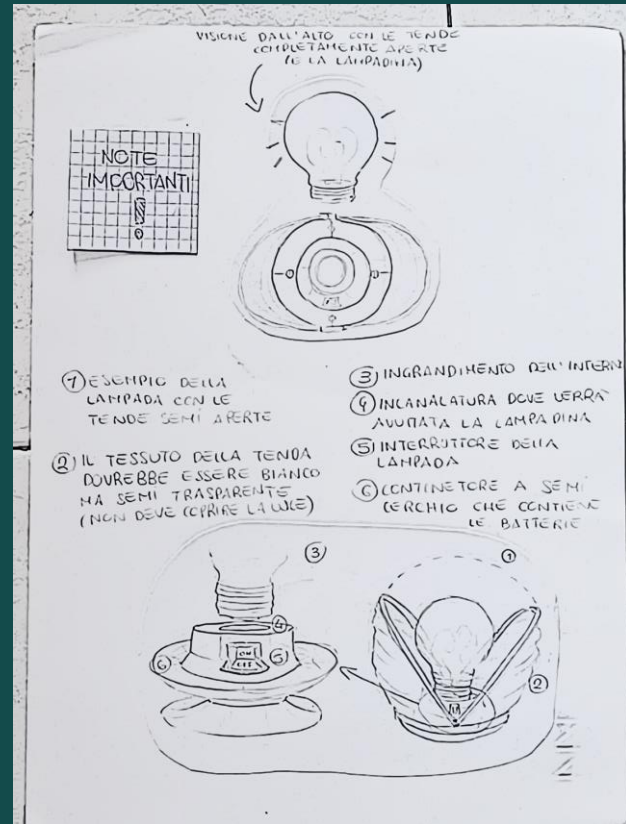 VISIONE DALL'ALTO CON LE TENDE
COMPLETAMENTE APERTE
(E LA LAMPADINA)
NOTE
IMPORTANTI
!
① ESEMPIO DELLA
LAMPADA CON LE
TENDE SEMI APERTE
② IL TESSUTO DELLA TENDA
DOVREBBE ESSERE BIANCO
MA SEMI TRASPARENTE
(NON DEVE COPRIRE LA LUCE)
③ INGRANDIMENTO DELL'INTERN
④ INCANALATURA DOVE VERRA'
AVVITATA LA LAMPADINA
⑤ INTERRUTTORE DELLA
LAMPADA
⑥ CONTINETORE A SEMI
CERCHIO CHE CONTIENE
LE BATTERIE
③
①
④
⑥
ON
OFF
⑤
②